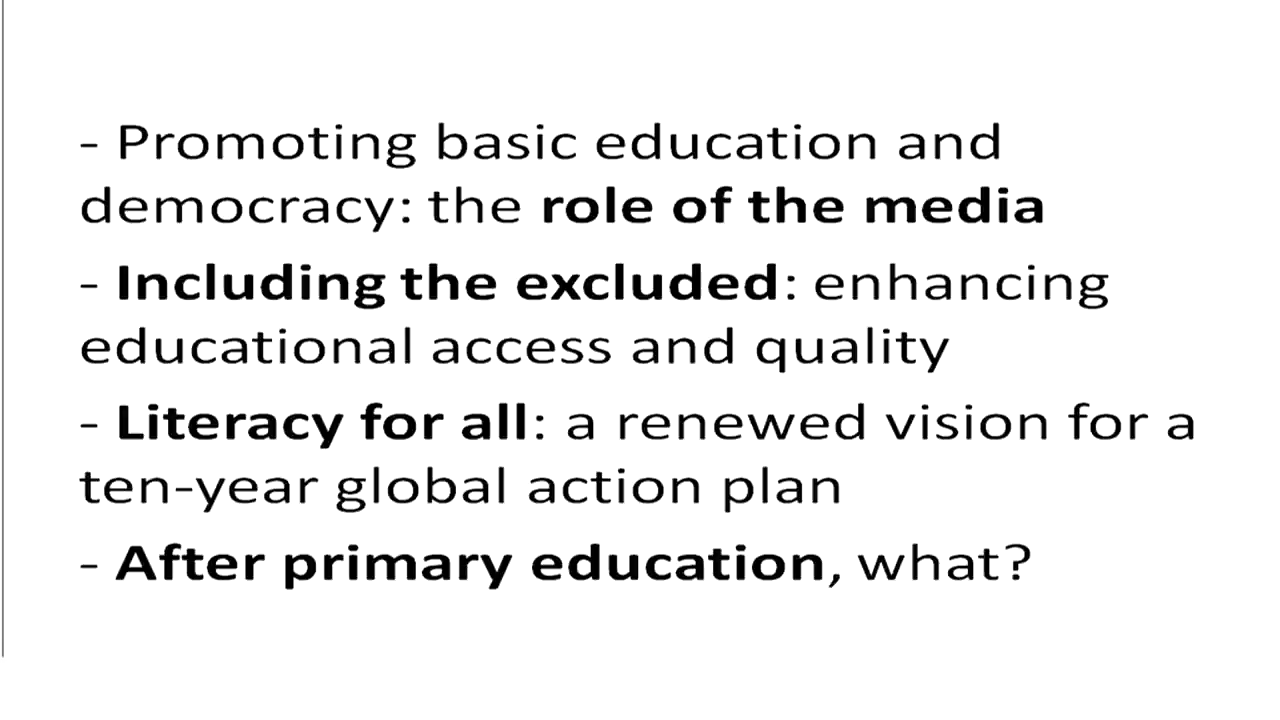 - Promoting basic education and
democracy: the role of the media
- Including the excluded: enhancing
educational access and quality
- Literacy for all: a renewed vision for a
ten-year global action plan
- After primary education, what?